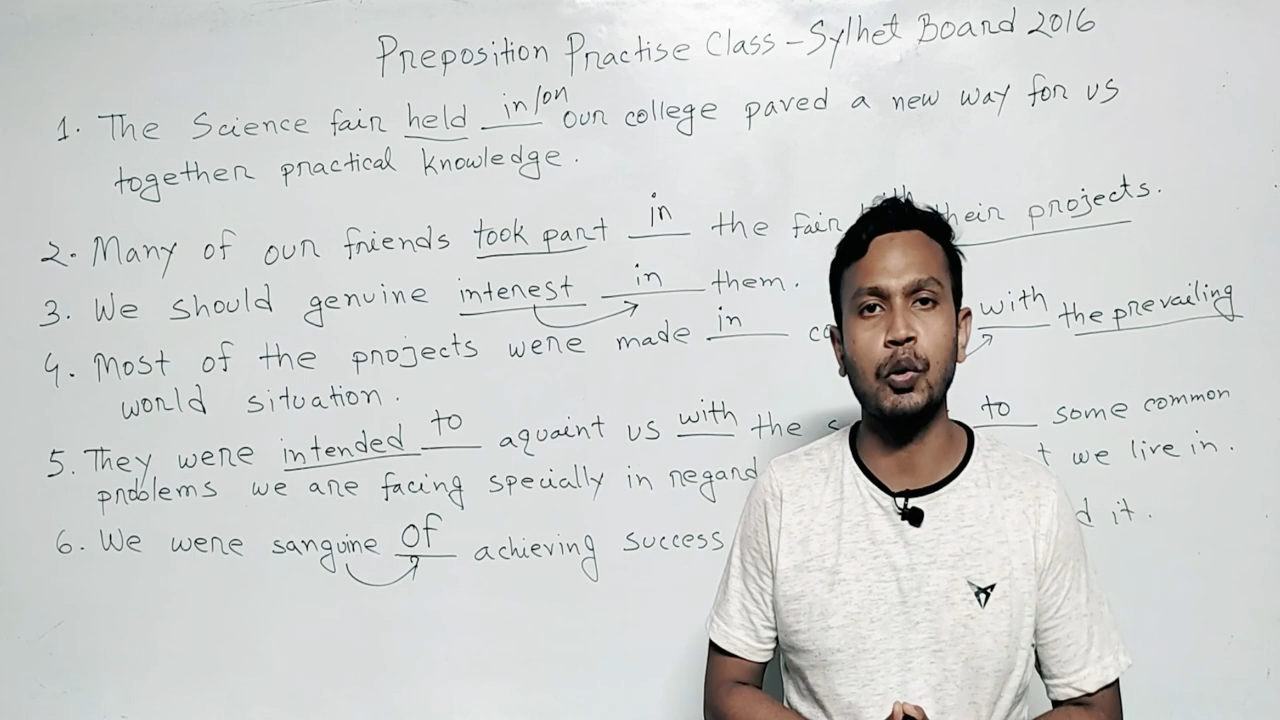 Preposition Practise Class - Sylhet Board 2016
1. The Science fair held in/on our college paved a new way for us
together practical knowledge.
2. Many of our friends took part in the fair with their projects.
3. We should genuine interest in them.
4. Most of the projects were made in with the prevailing
world situation.
5. They were intended to aquaint us with the to some common
problems we are facing specially in regard we live in.
6. We were sanguine of achieving success it.